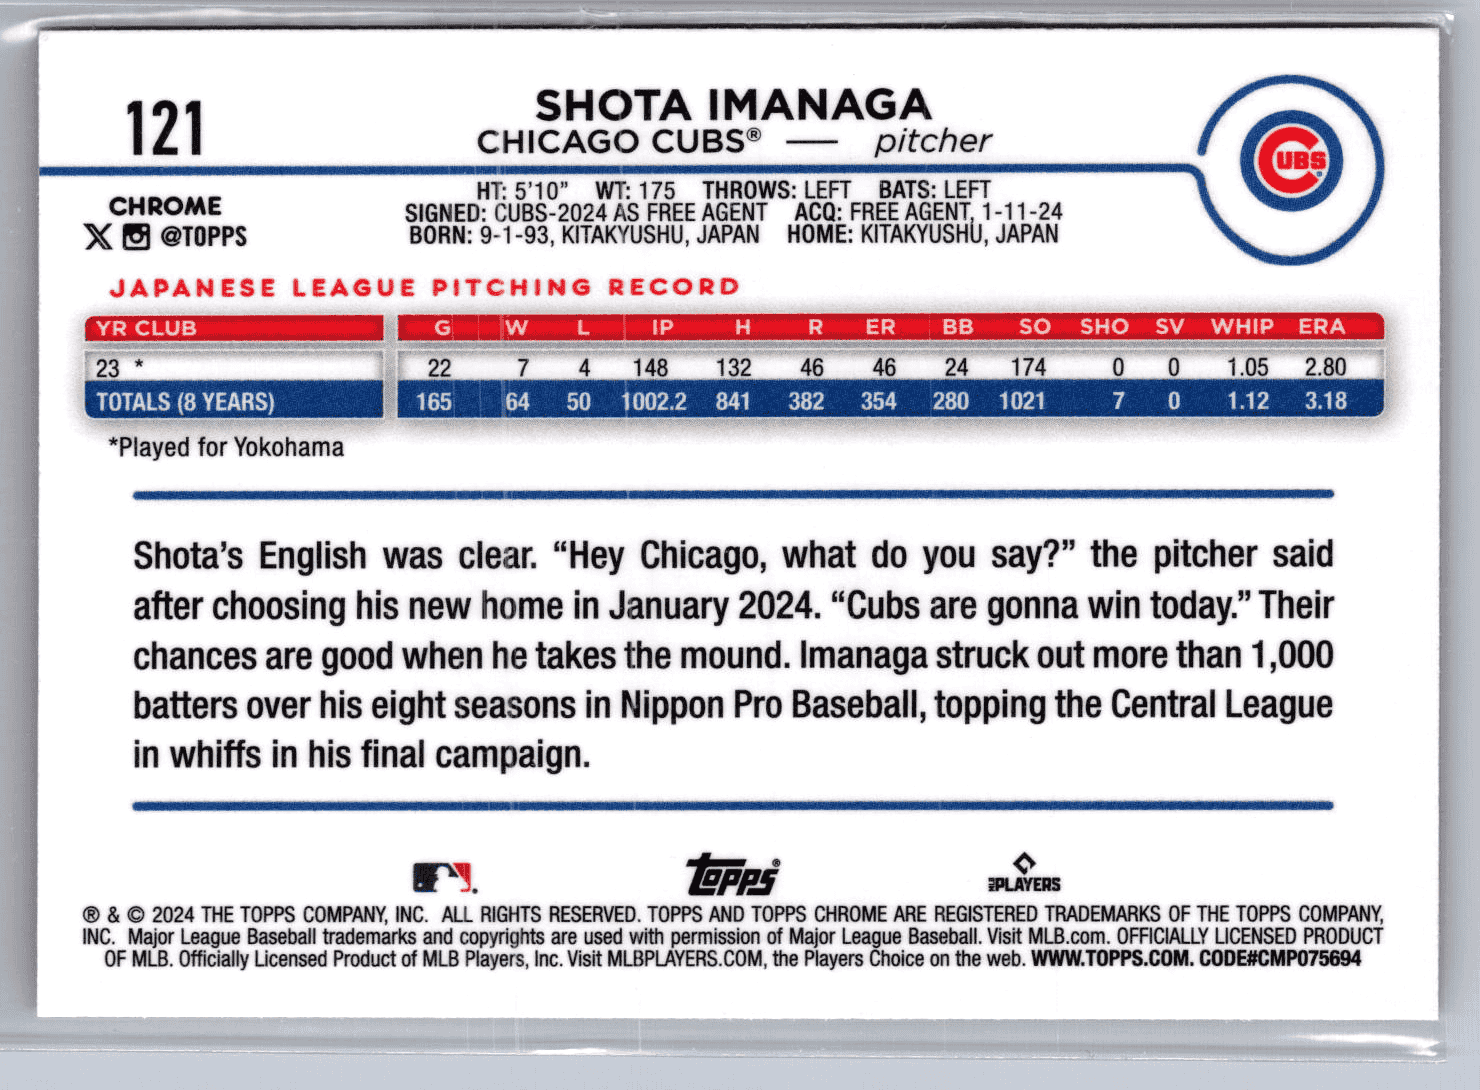 121
SHOTA IMANAGA
CHICAGO CUBS® — pitcher
CUBS®
CHROME
X @TOPPS
HT: 5'10” WT: 175 THROWS: LEFT BATS: LEFT
SIGNED: CUBS-2024 AS FREE AGENT ACQ: FREE AGENT, 1-11-24
BORN: 9-1-93, KITAKYUSHU, JAPAN HOME: KITAKYUSHU, JAPAN
JAPANESE LEAGUE PITCHING RECORD
YR CLUB G W L IP H R ER BB SO SHO SV WHIP ERA
23 * 22 7 4 148 132 46 46 24 174 0 0 1.05 2.80
TOTALS (8 YEARS) 165 64 50 1002.2 841 382 354 280 1021 7 0 1.12 3.18
*Played for Yokohama
Shota’s English was clear. “Hey Chicago, what do you say?” the pitcher said
after choosing his new home in January 2024. “Cubs are gonna win today.” Their
chances are good when he takes the mound. Imanaga struck out more than 1,000
batters over his eight seasons in Nippon Pro Baseball, topping the Central League
in whiffs in his final campaign.
Topps®
MLB PLAYERS
® & © 2024 THE TOPPS COMPANY, INC. ALL RIGHTS RESERVED. TOPPS AND TOPPS CHROME ARE REGISTERED TRADEMARKS OF THE TOPPS COMPANY,
INC. Major League Baseball trademarks and copyrights are used with permission of Major League Baseball. Visit MLB.com. OFFICIALLY LICENSED PRODUCT
OF MLB. Officially Licensed Product of MLB Players, Inc. Visit MLBPLAYERS.COM, the Players Choice on the web. WWW.TOPPS.COM. CODE#CMP075694